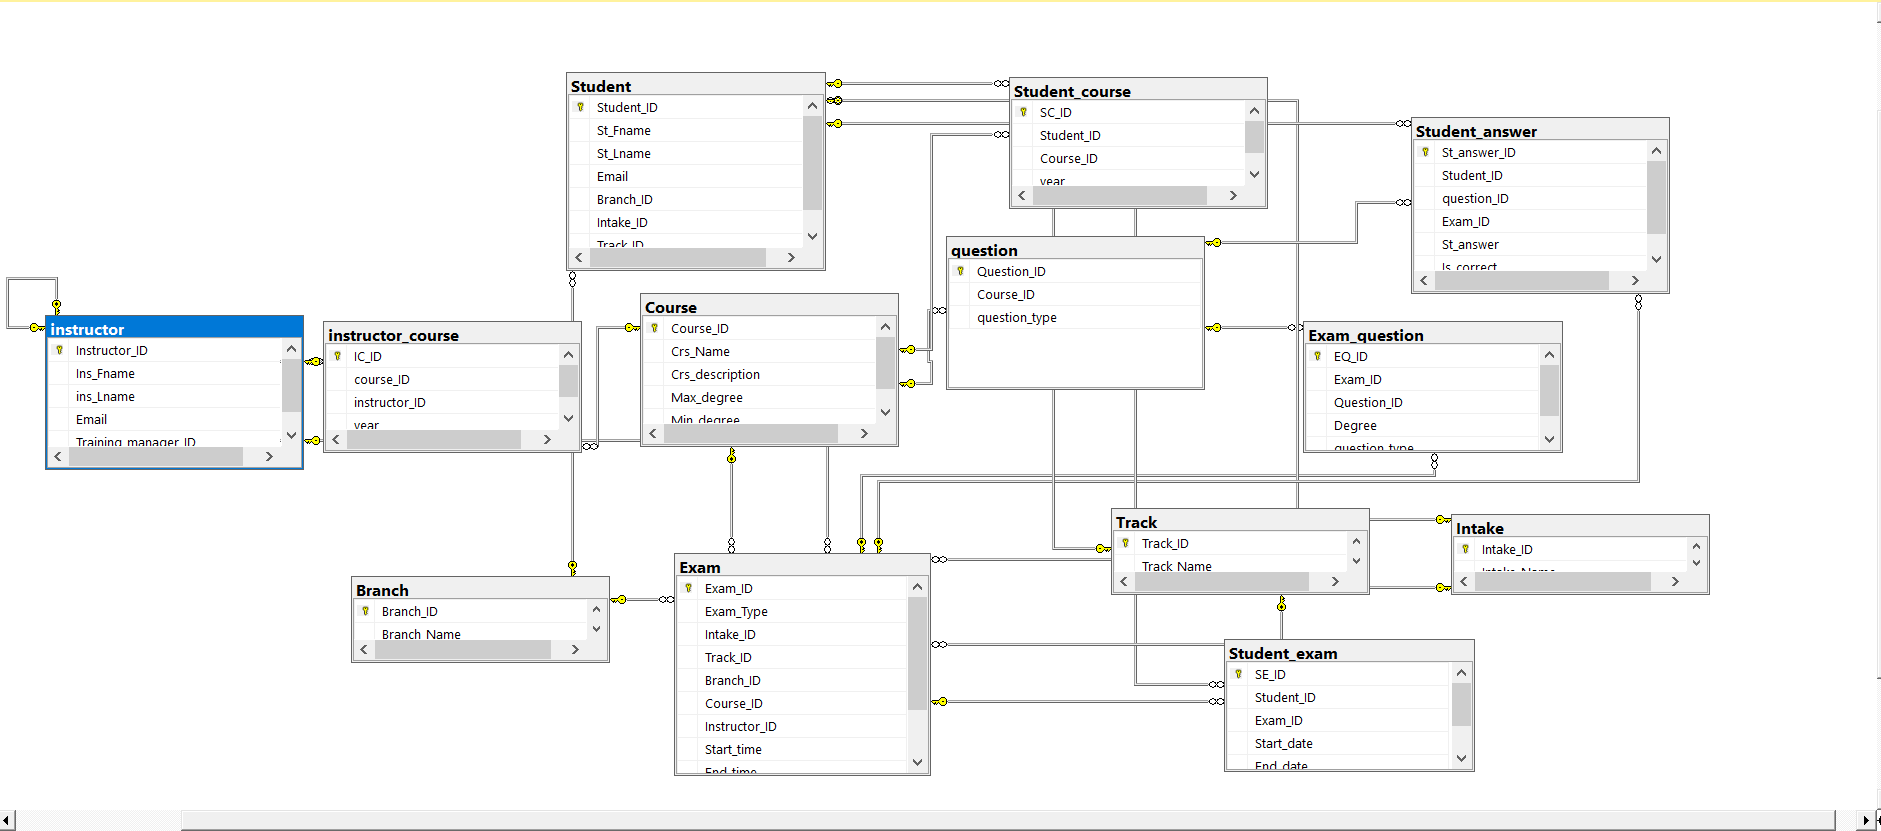 Student
Student_ID
St_Fname
St_Lname
Email
Branch_ID
Intake_ID
Track_ID
Student_course
SC_ID
Student_ID
Course_ID
year
Student_answer
St_answer_ID
Student_ID
question_ID
Exam_ID
St_answer
Is_correct
question
Question_ID
Course_ID
question_type
instructor
Instructor_ID
Ins_Fname
ins_Lname
Email
Training_manager_ID
instructor_course
IC_ID
course_ID
instructor_ID
year
Course
Course_ID
Crs_Name
Crs_description
Max_degree
Min_degree
Exam_question
EQ_ID
Exam_ID
Question_ID
Degree
question_type
Track
Track_ID
Track_Name
Intake
Intake_ID
Intake_Name
Branch
Branch_ID
Branch_Name
Exam
Exam_ID
Exam_Type
Intake_ID
Track_ID
Branch_ID
Course_ID
Instructor_ID
Start_time
End_time
Student_exam
SE_ID
Student_ID
Exam_ID
Start_date
End_date